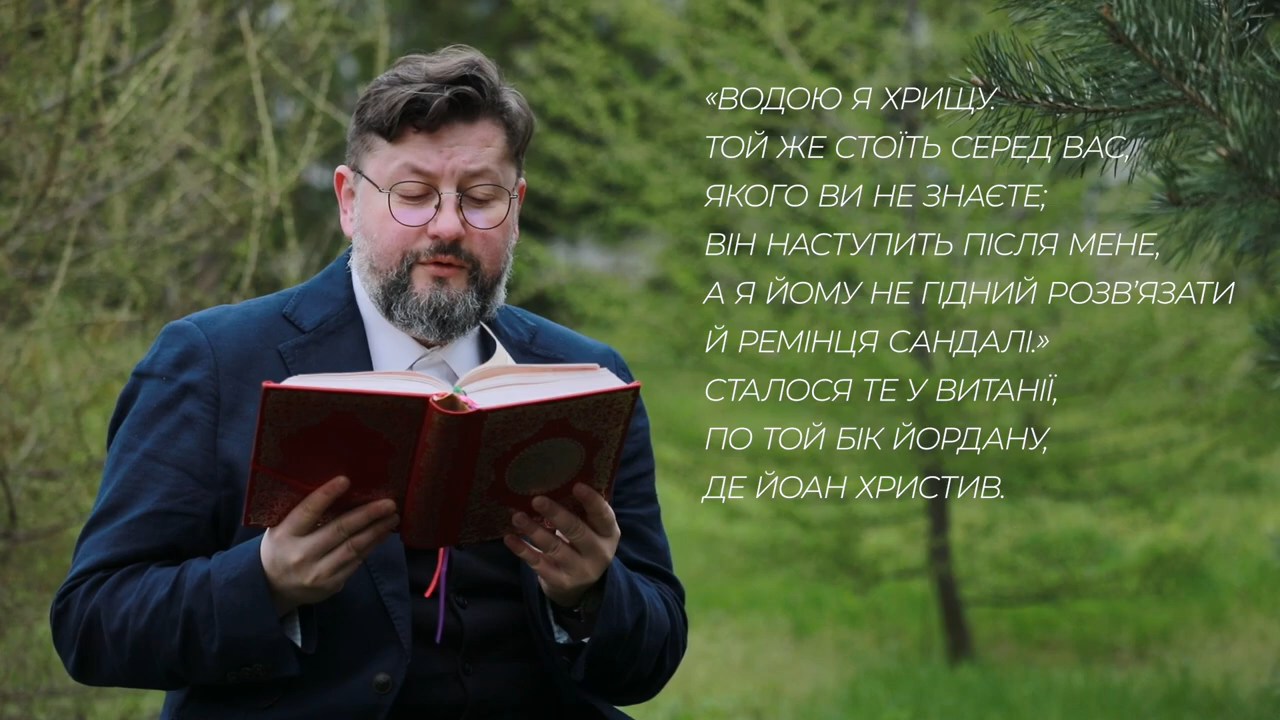 «ВОДОЮ Я ХРИЩУ.
ТОЙ ЖЕ СТОЇТЬ СЕРЕД ВАС,
ЯКОГО ВИ НЕ ЗНАЄТЕ;
ВІН НАСТУПИТЬ ПІСЛЯ МЕНЕ,
А Я ЙОМУ НЕ ГІДНИЙ РОЗВ'ЯЗАТИ
Й РЕМІНЦЯ САНДАЛІ.»
СТАЛОСЯ ТЕ У ВИТАНІЇ,
ПО ТОЙ БІК ЙОРДАНУ,
ДЕ ЙОАН ХРИСТИВ.